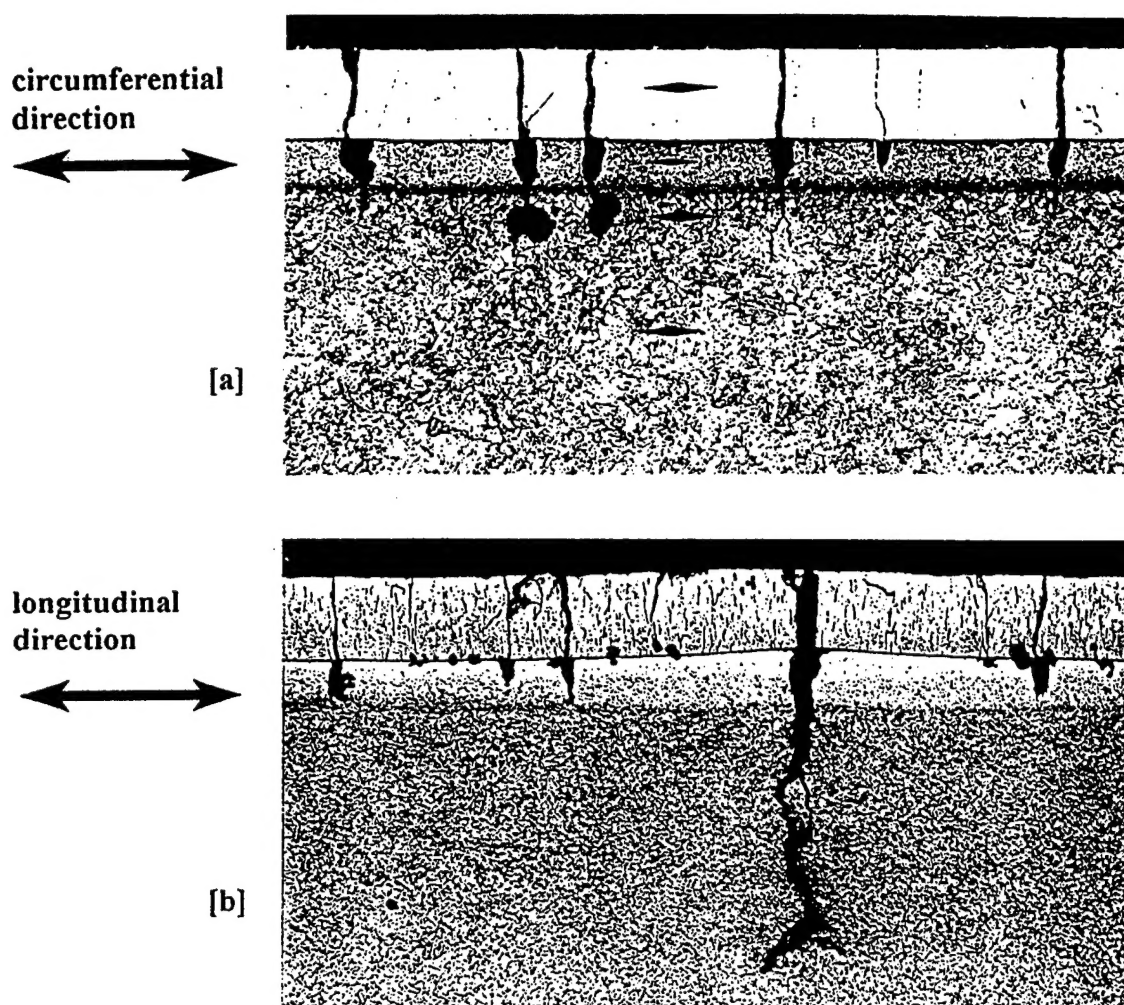 circumferential
direction
[a]
longitudinal
direction
[b]